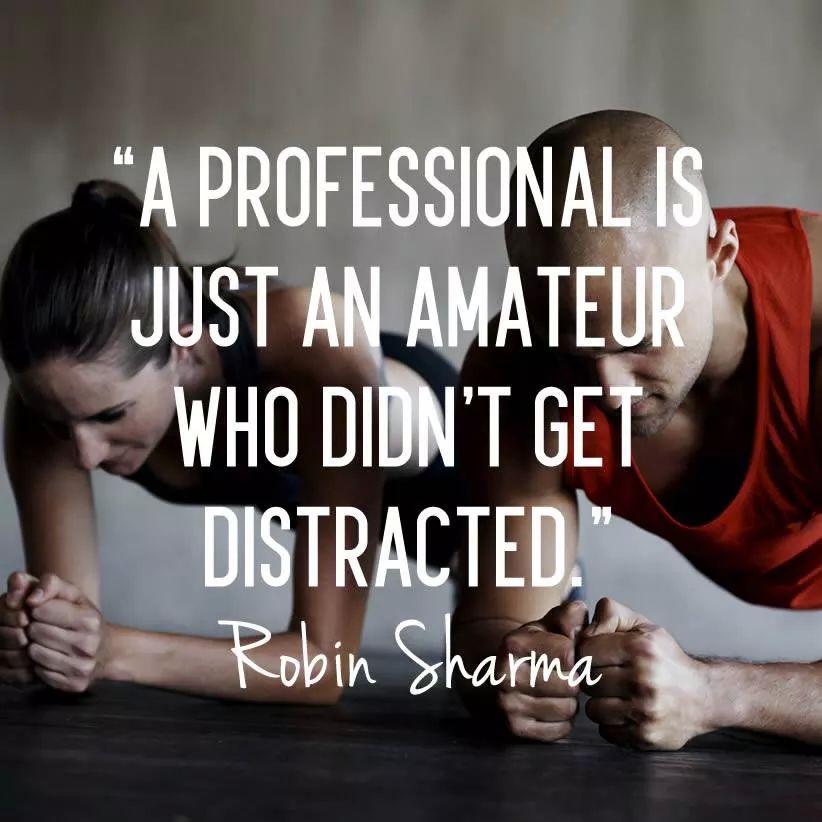 “A PROFESSIONAL IS
JUST AN AMATEUR
WHO DIDN’T GET
DISTRACTED.”
Robin Sharma